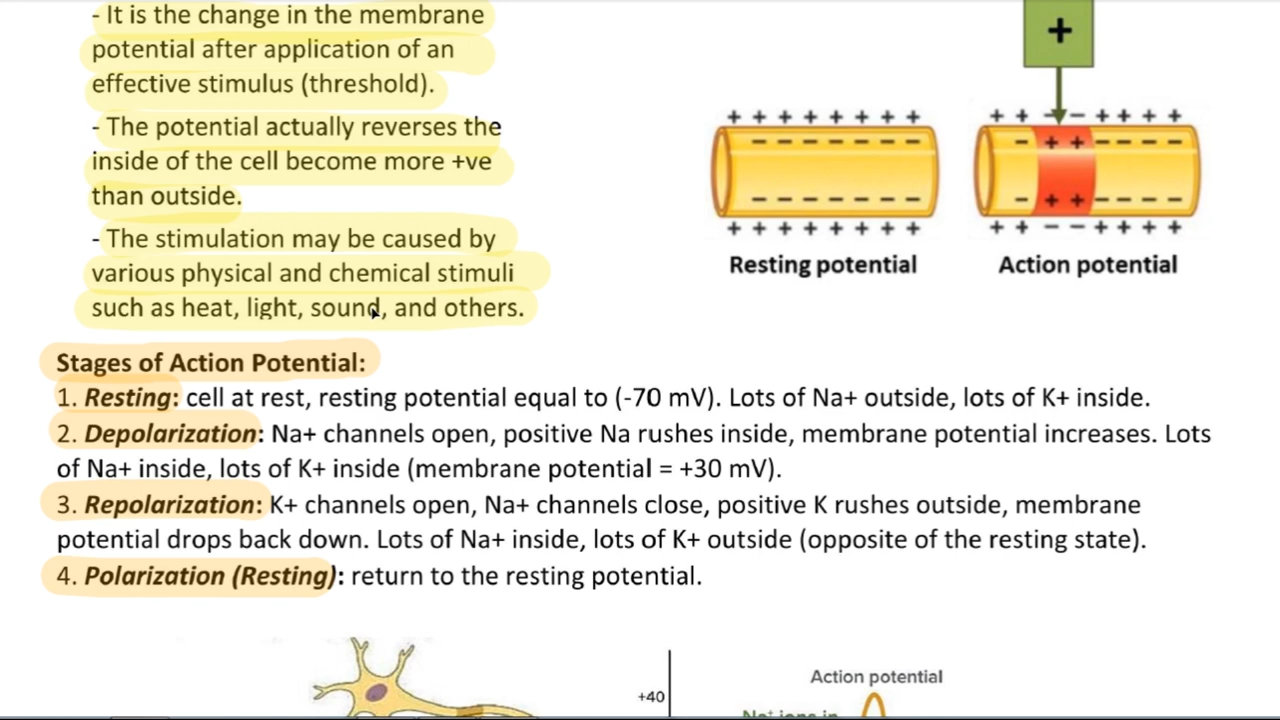 - It is the change in the membrane
potential after application of an
effective stimulus (threshold).
- The potential actually reverses the
inside of the cell become more +ve
than outside.
- The stimulation may be caused by
various physical and chemical stimuli
such as heat, light, sound, and others.
+
+ + + + + + + +
- - - - - - - -
- - - - - - - -
+ + + + + + + +
Resting potential
+ + - - + + + +
- + + - - - -
- + + - - - -
+ + - - + + + +
Action potential
Stages of Action Potential:
1. Resting: cell at rest, resting potential equal to (-70 mV). Lots of Na+ outside, lots of K+ inside.
2. Depolarization: Na+ channels open, positive Na rushes inside, membrane potential increases. Lots
of Na+ inside, lots of K+ inside (membrane potential = +30 mV).
3. Repolarization: K+ channels open, Na+ channels close, positive K rushes outside, membrane
potential drops back down. Lots of Na+ inside, lots of K+ outside (opposite of the resting state).
4. Polarization (Resting): return to the resting potential.
+40
Action potential